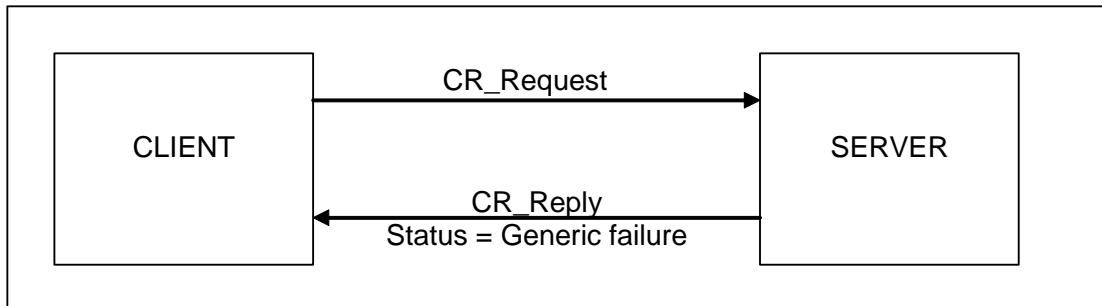 CR_Request
CLIENT
SERVER
CR_Reply
Status = Generic failure